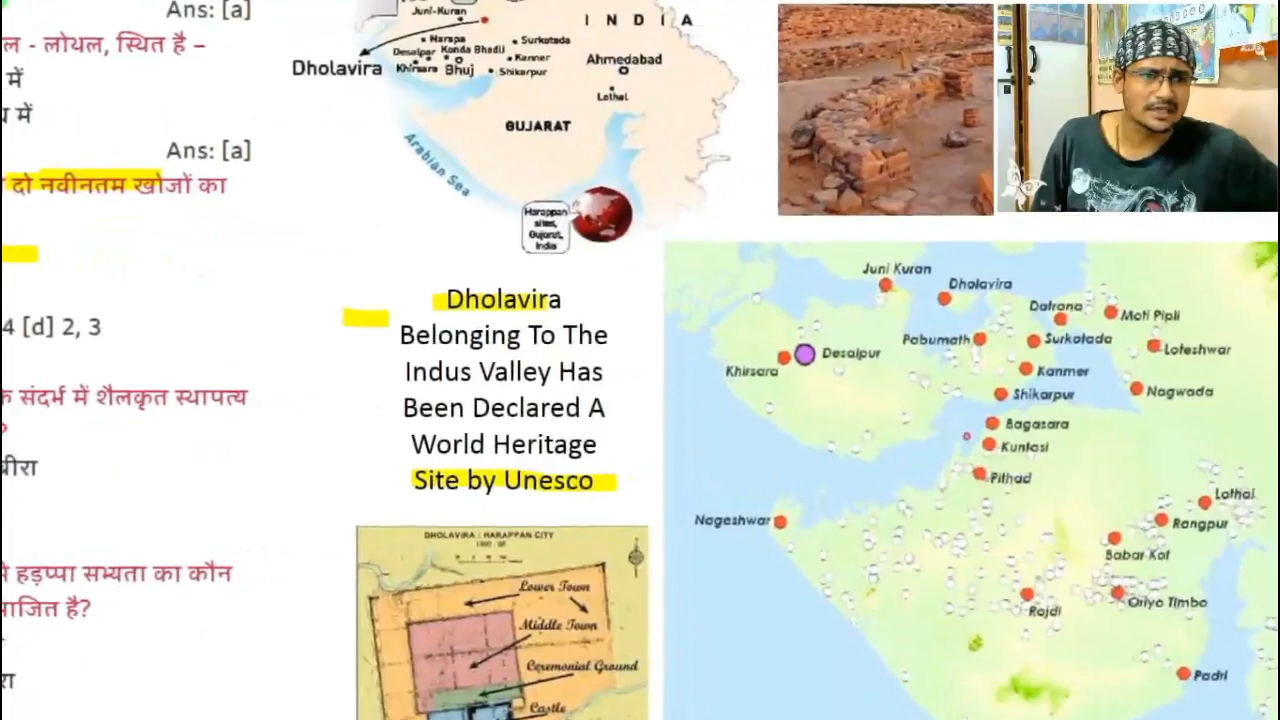 Ans: [a]
ल - लोथल, स्थित है –
में
में
Ans: [a]
दो नवीनतम खोजों का
4 [d] 2, 3
संदर्भ में शैलकृत स्थापत्य
हड़प्पा सभ्यता का कौन
है?
Juni-Kuran
INDIA
Harapa
Surkotada
Desalpar
Konda Bhadli
Kanner
Ahmedabad
Dholavira
Khirsara
Bhuj
Shikarpur
Lothal
GUJARAT
Arabian Sea
Harappan
sites,
Gujurat,
India
Dholavira
Belonging To The
Indus Valley Has
Been Declared A
World Heritage
Site by Unesco
DHOLAVIRA : HARAPPAN CITY
Lower Town
Middle Town
Ceremonial Ground
Castle
Juni Kuran
Dholavira
Datrana
Moti Pipli
Pabumath
Surkotada
Loteshwar
Desalpur
Khirsara
Kanmer
Shikarpur
Nagwada
Bagasara
Kuntasi
Pithad
Lothal
Nageshwar
Rangpur
Babar Kot
Rojdi
Oriyo Timbo
Padri